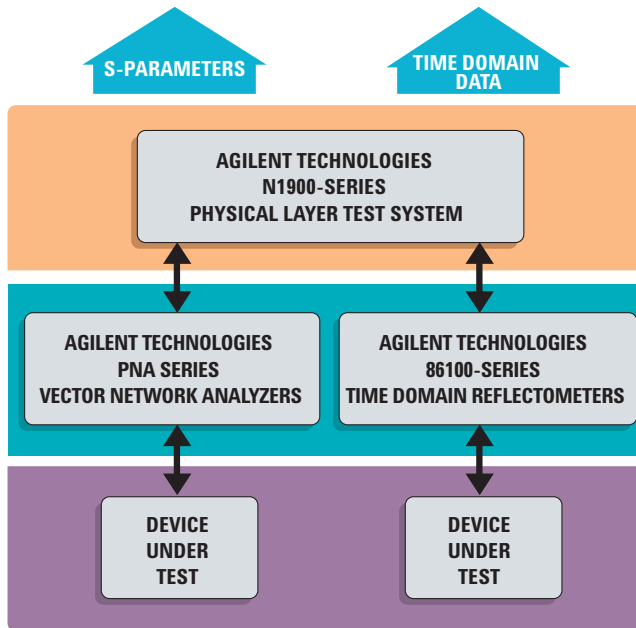 S-PARAMETERS
TIME DOMAIN
DATA
AGILENT TECHNOLOGIES
N1900-SERIES
PHYSICAL LAYER TEST SYSTEM
AGILENT TECHNOLOGIES
PNA SERIES
VECTOR NETWORK ANALYZERS
AGILENT TECHNOLOGIES
86100-SERIES
TIME DOMAIN REFLECTOMETERS
DEVICE
UNDER
TEST
DEVICE
UNDER
TEST